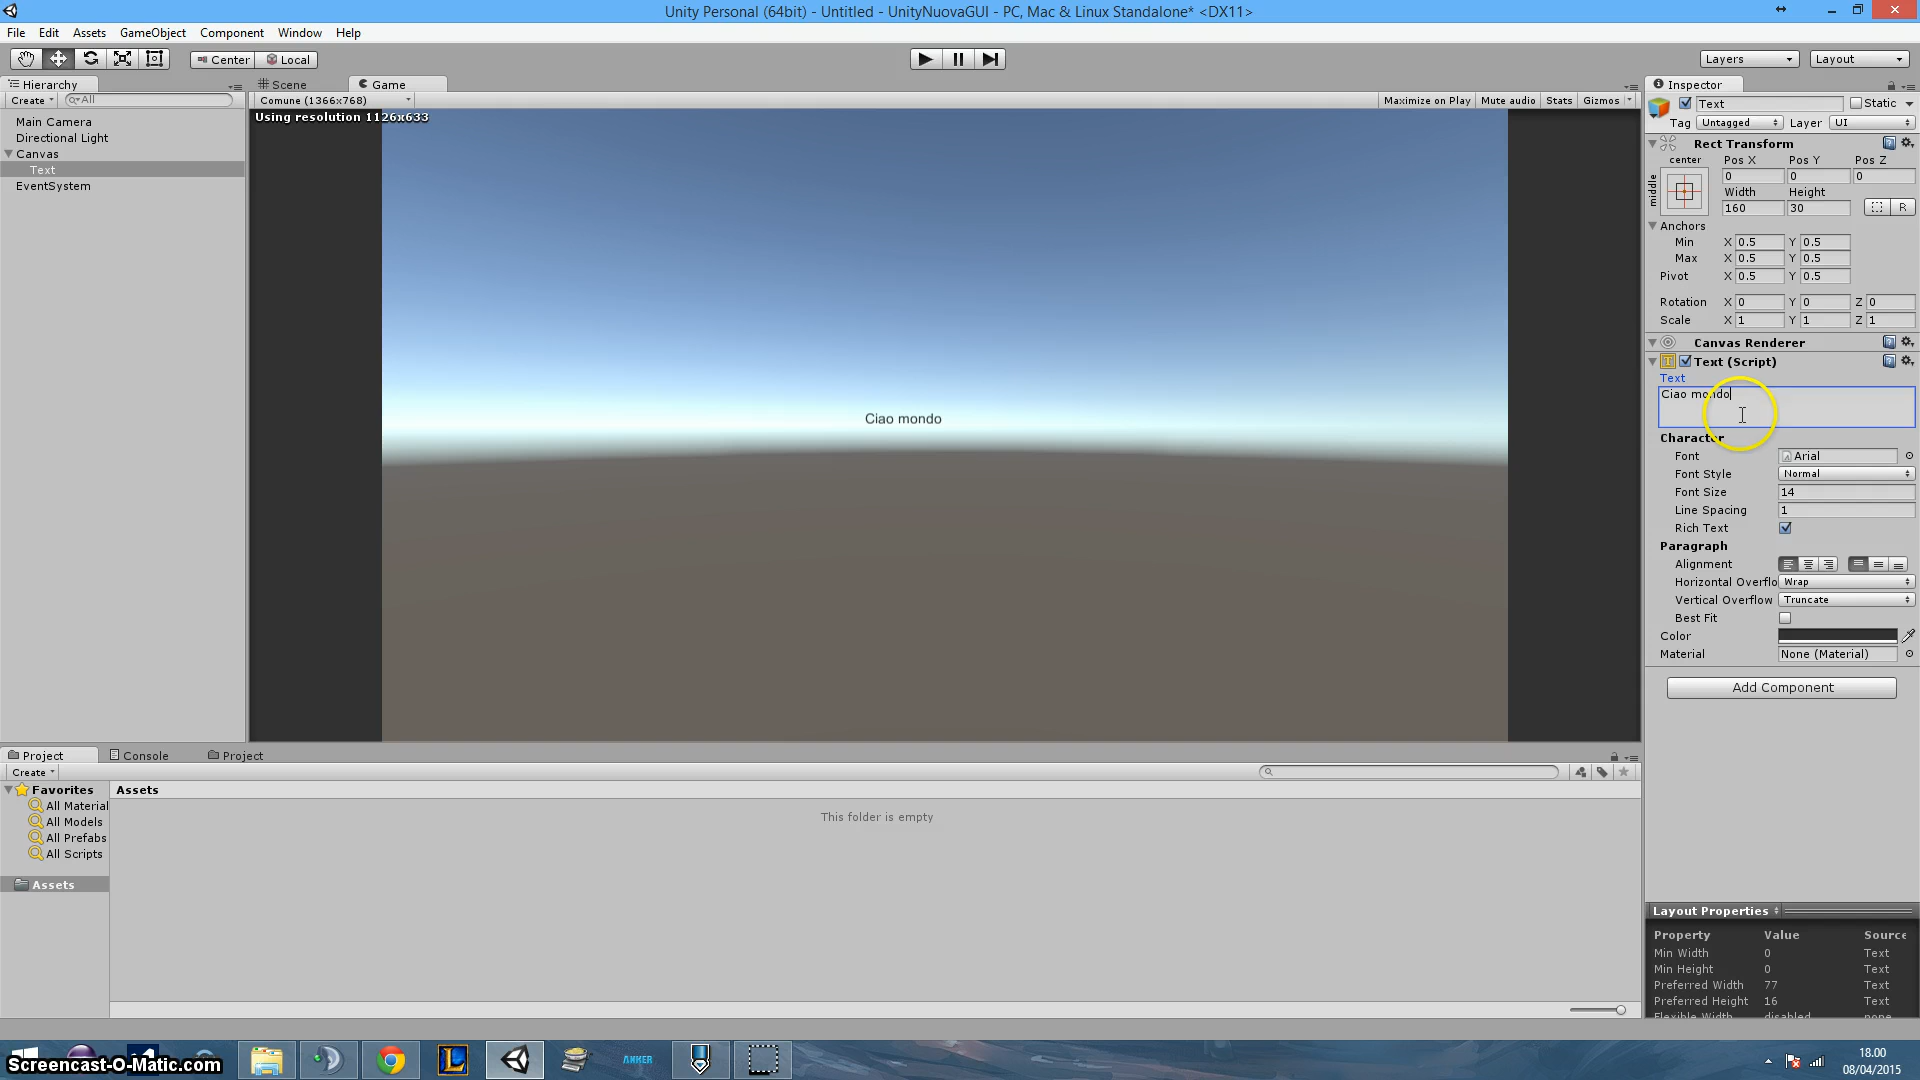 Unity Personal (64bit) - Untitled - UnityNuovaGUI - PC, Mac & Linux Standalone* <DX11>
File Edit Assets GameObject Component Window Help
Center Local Layers Layout
Hierarchy
Create All
Main Camera
Directional Light
Canvas
Text
EventSystem
Scene Game
Comune (1366x768) Maximize on Play Mute audio Stats Gizmos
Using resolution 1126x633
Ciao mondo
Inspector
Text Static
Tag Untagged Layer UI
Rect Transform
center Pos X Pos Y Pos Z
middle 0 0 0
Width Height
160 30 R
Anchors
Min X 0.5 Y 0.5
Max X 0.5 Y 0.5
Pivot X 0.5 Y 0.5
Rotation X 0 Y 0 Z 0
Scale X 1 Y 1 Z 1
Canvas Renderer
Text (Script)
Text
Ciao mondo
Character
Font Arial
Font Style Normal
Font Size 14
Line Spacing 1
Rich Text
Paragraph
Alignment
Horizontal Overflo Wrap
Vertical Overflow Truncate
Best Fit
Color
Material None (Material)
Add Component
Layout Properties
Property Value Source
Min Width 0 Text
Min Height 0 Text
Preferred Width 77 Text
Preferred Height 16 Text
Flexible Width disabled none
Project Console Project
Create
Favorites
All Material
All Models
All Prefabs
All Scripts
Assets
Assets
This folder is empty
Screencast-O-Matic.com
L
ANKER
18.00
08/04/2015